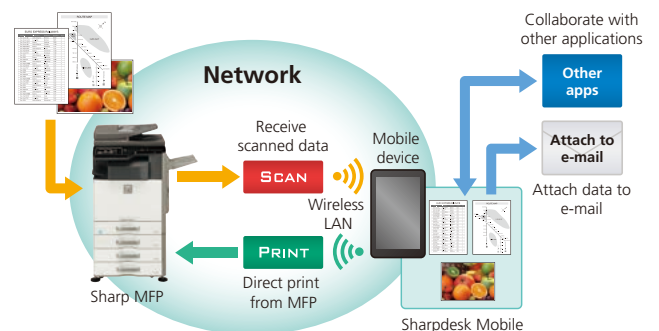 Collaborate with
other applications
Network
Other
apps
Receive
scanned data
Mobile
device
Attach to
e-mail
SCAN
Wireless
LAN
Attach data to
e-mail
PRINT
Sharp MFP
Direct print
from MFP
Sharpdesk Mobile